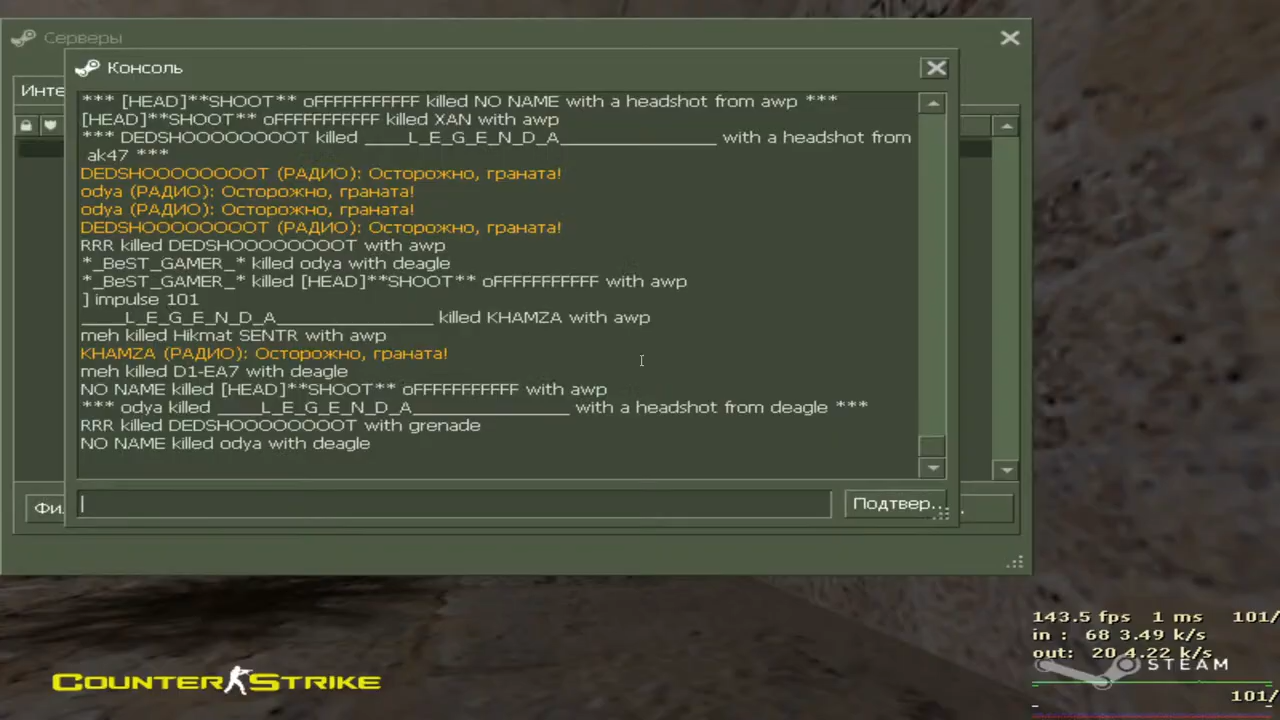 Серверы
Консоль
Инте
*** [HEAD]**SHOOT** oFFFFFFFFFFF killed NO NAME with a headshot from awp ***
[HEAD]**SHOOT** oFFFFFFFFFFF killed XAN with awp
*** DEDSHOOOOOOOOT killed ____L_E_G_E_N_D_A______________ with a headshot from
ak47 ***
DEDSHOOOOOOOOT (РАДИО): Осторожно, граната!
odya (РАДИО): Осторожно, граната!
odya (РАДИО): Осторожно, граната!
DEDSHOOOOOOOOT (РАДИО): Осторожно, граната!
RRR killed DEDSHOOOOOOOOT with awp
*_BeST_GAMER_* killed odya with deagle
*_BeST_GAMER_* killed [HEAD]**SHOOT** oFFFFFFFFFFF with awp
] impulse 101
____L_E_G_E_N_D_A______________ killed KHAMZA with awp
meh killed Hikmat SENTR with awp
KHAMZA (РАДИО): Осторожно, граната!
meh killed D1-EA7 with deagle
NO NAME killed [HEAD]**SHOOT** oFFFFFFFFFFF with awp
*** odya killed ____L_E_G_E_N_D_A______________ with a headshot from deagle ***
RRR killed DEDSHOOOOOOOOT with grenade
NO NAME killed odya with deagle
Фи
Подтвер...
143.5 fps 1 ms 101/
in : 68 3.49 k/s
out: 20 4.22 k/s
STEAM
COUNTER STRIKE
101/